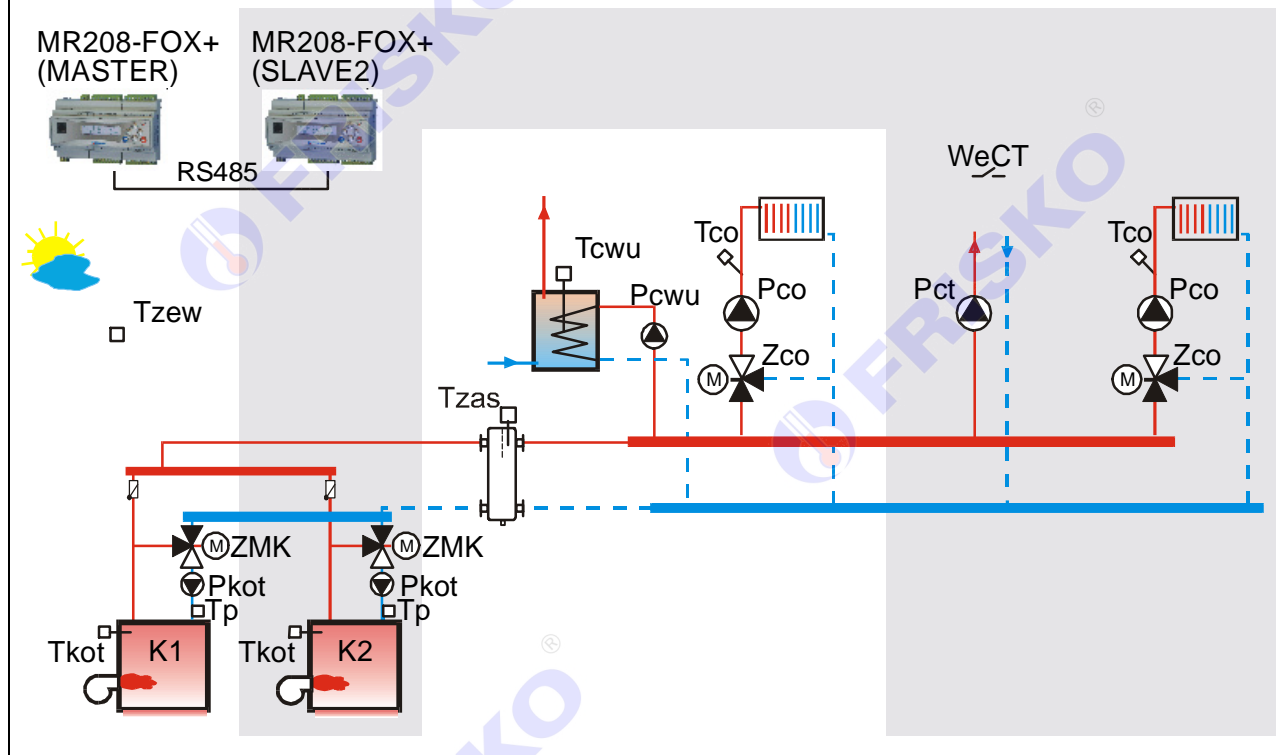 MR208-FOX+
(MASTER)
MR208-FOX+
(SLAVE2)
RS485
FRISKO
®
WeCT
Tzew
Tcwu
Pcwu
Tco
Pco
Zco
M
Pct
Tco
Pco
Zco
M
FRISKO
®
Tzas
M ZMK
M ZMK
Pkot
Pkot
Tp
Tp
Tkot
K1
Tkot
K2
FRISKO
®